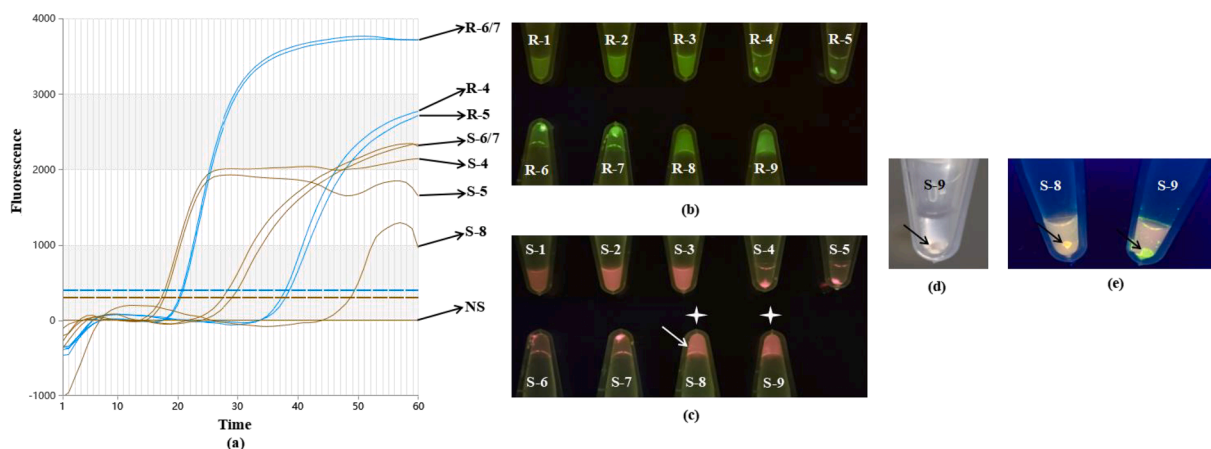 4000
3000
2000
1000
0
-1000
Fluorescence
1
10
20
30
40
50
60
Time
(a)
R-6/7
R-4
R-5
S-6/7
S-4
S-5
S-8
NS
R-1 R-2 R-3 R-4 R-5
R-6 R-7 R-8 R-9
(b)
S-1 S-2 S-3 S-4 S-5
S-6 S-7 S-8 S-9
(c)
S-9
(d)
S-8 S-9
(e)